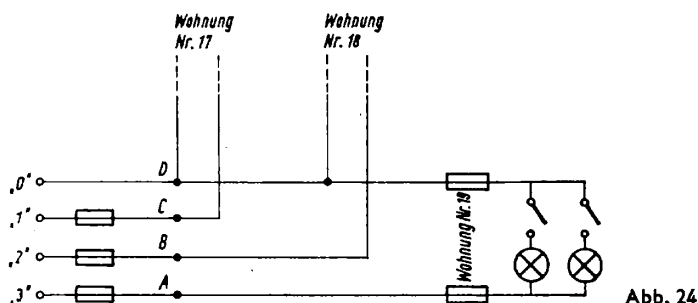 Wohnung
Nr. 17
Wohnung
Nr. 18
D
„0"
C
„1"
B
„2"
A
„3"
Wohnung Nr. 19
Abb. 24